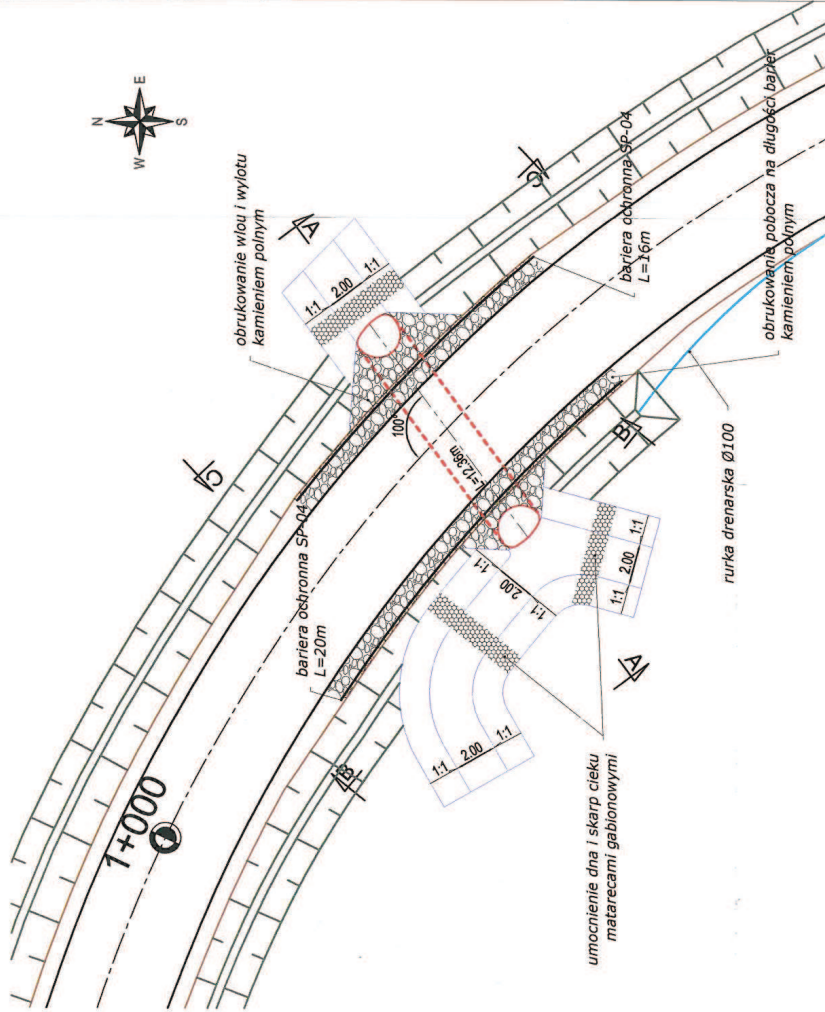 N
E
S
W
obrukowanie wlou i wylotu
kamieniem polnym
A
C
C
1:1 2.00 1:1
bariera ochronna SP-04
L=16m
obrukowanie pobocza na długości barier
kamieniem polnym
100°
L=12.36m
bariera ochronna SP-04
L=20m
B
B
1:1
2.00
1:1
1:1 2.00 1:1
1:1 2.00 1:1
A
rurka drenarska Ø100
1+000
umocnienie dna i skarp cieku
matarecami gabionowymi